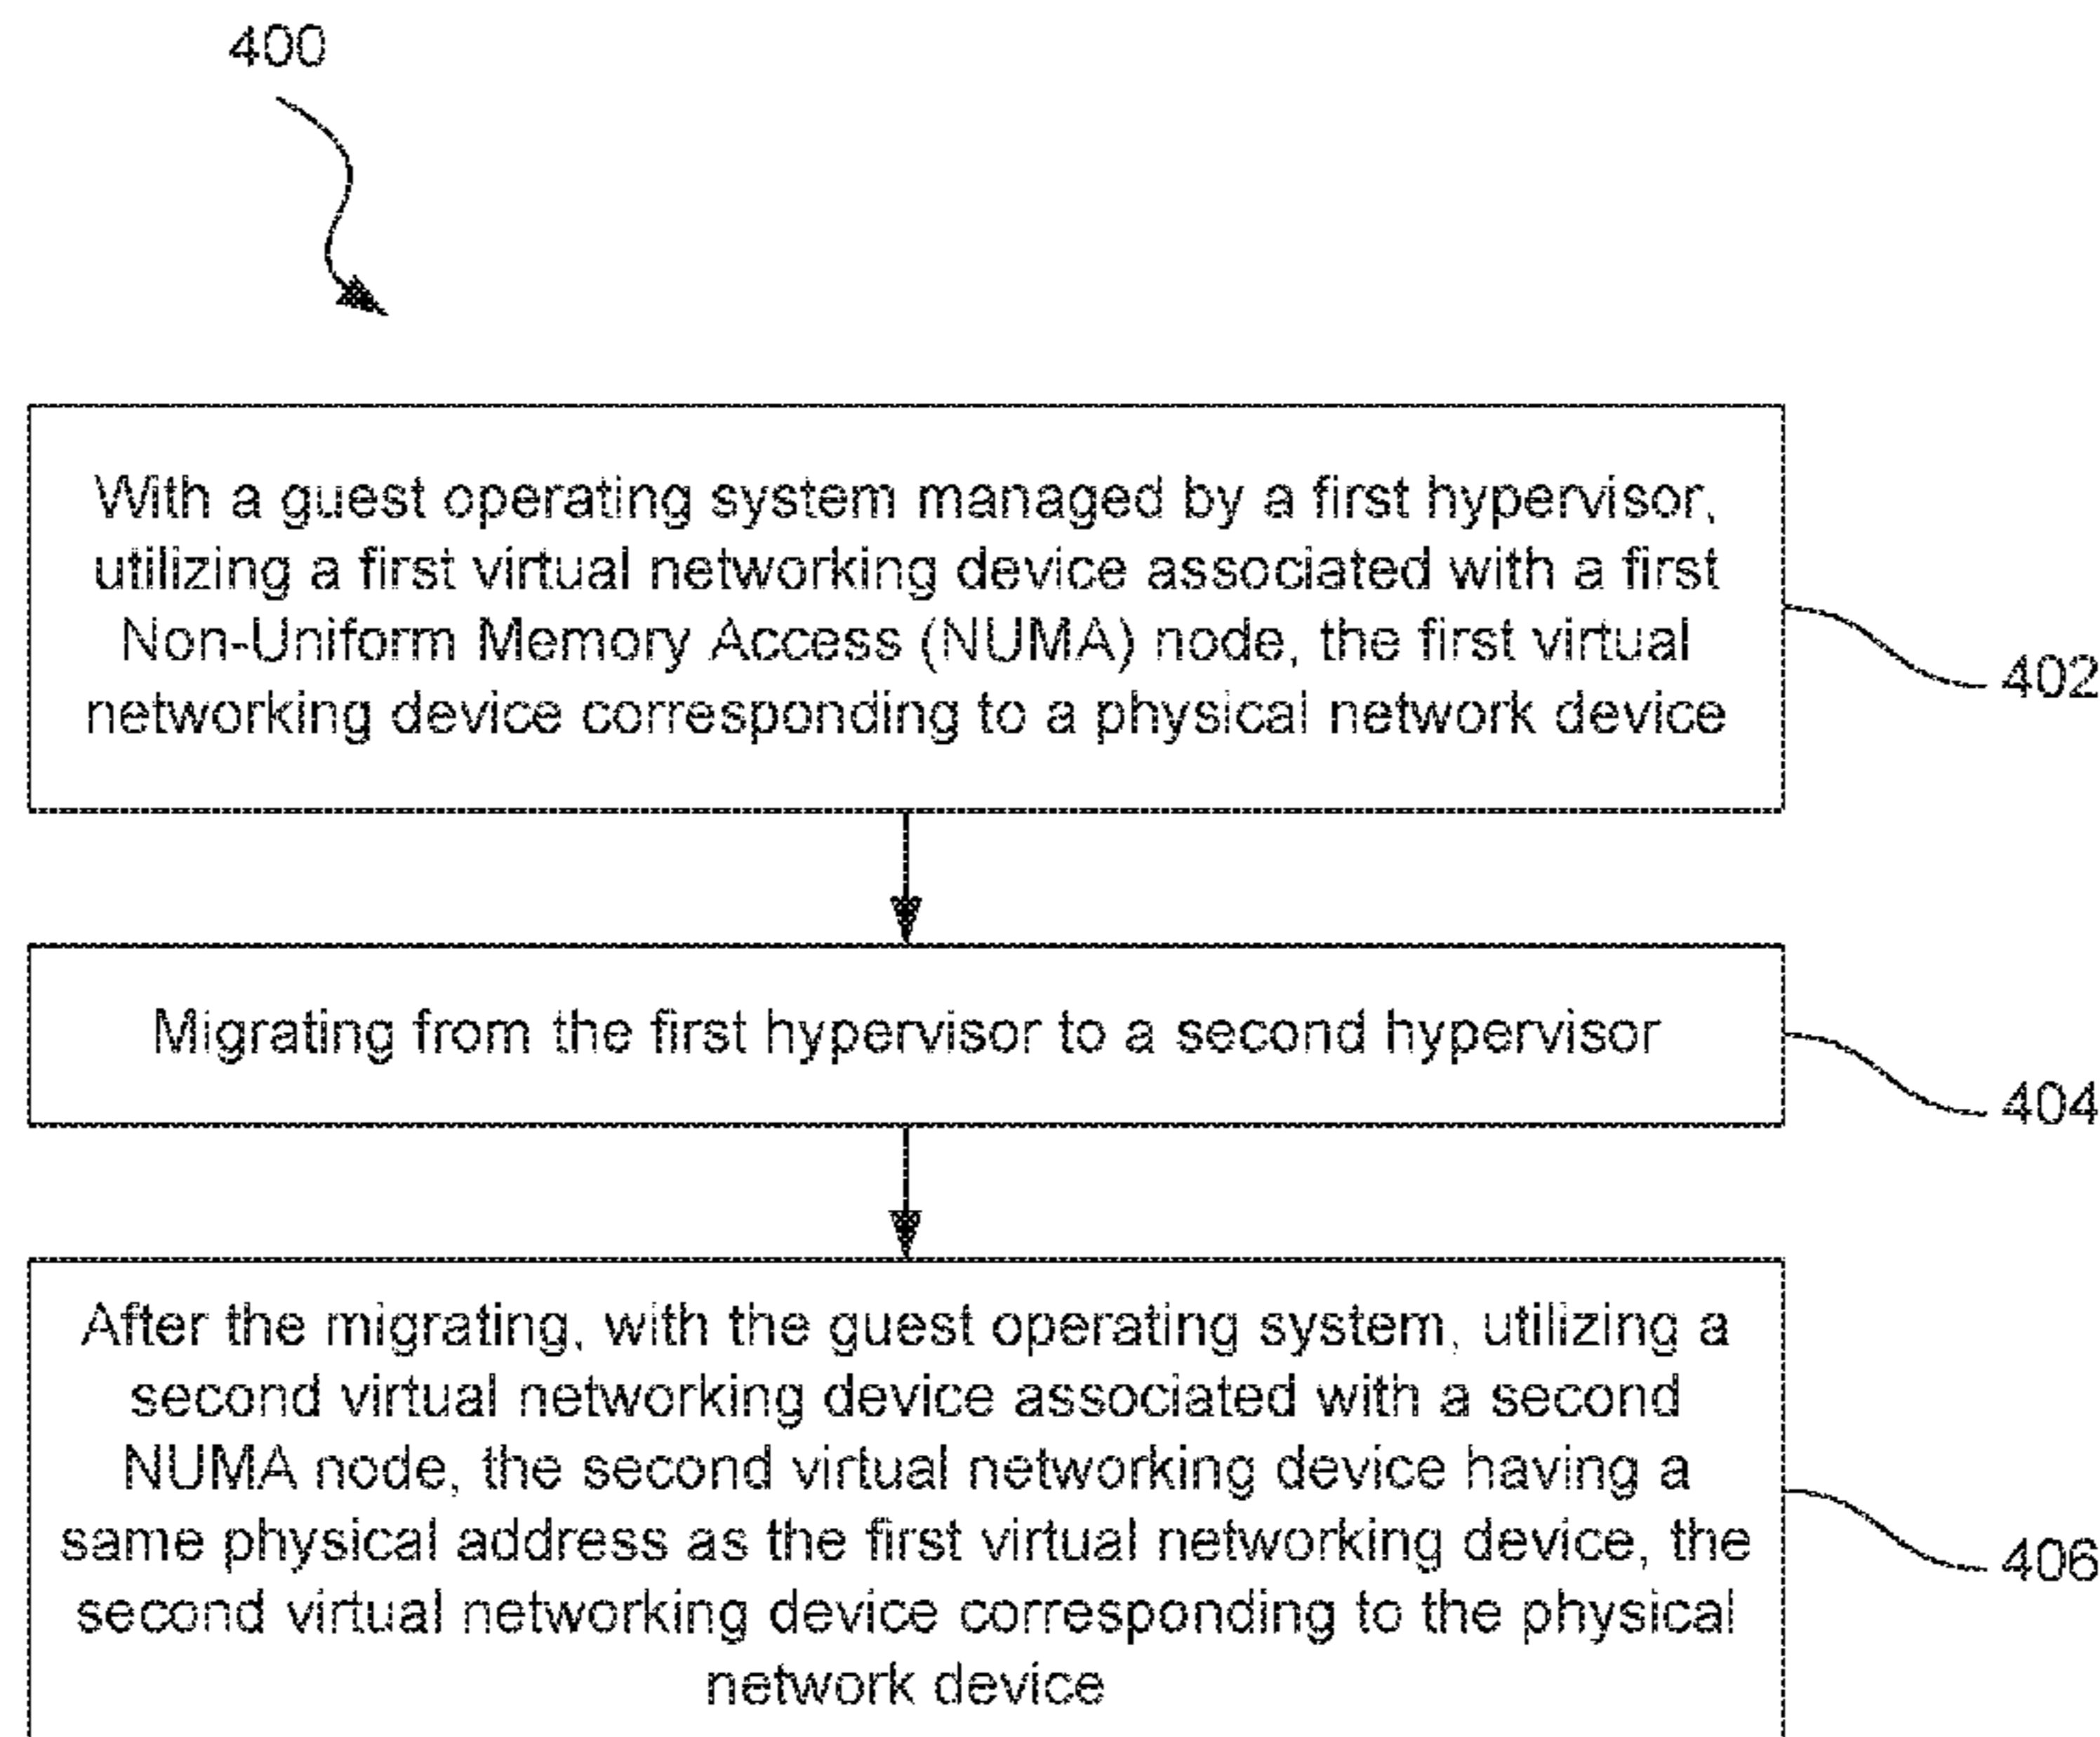 400
With a guest operating system managed by a first hypervisor,
utilizing a first virtual networking device associated with a first
Non-Uniform Memory Access (NUMA) node, the first virtual
networking device corresponding to a physical network device
402
Migrating from the first hypervisor to a second hypervisor
404
After the migrating, with the guest operating system, utilizing a
second virtual networking device associated with a second
NUMA node, the second virtual networking device having a
same physical address as the first virtual networking device, the
second virtual networking device corresponding to the physical
network device
406